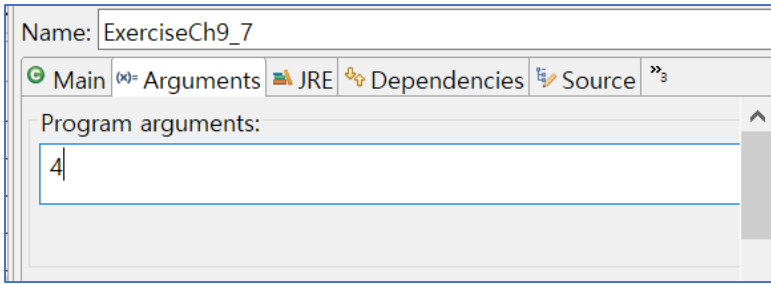 Name: ExerciseCh9_7
Main (x)= Arguments JRE Dependencies Source »3
Program arguments:
4